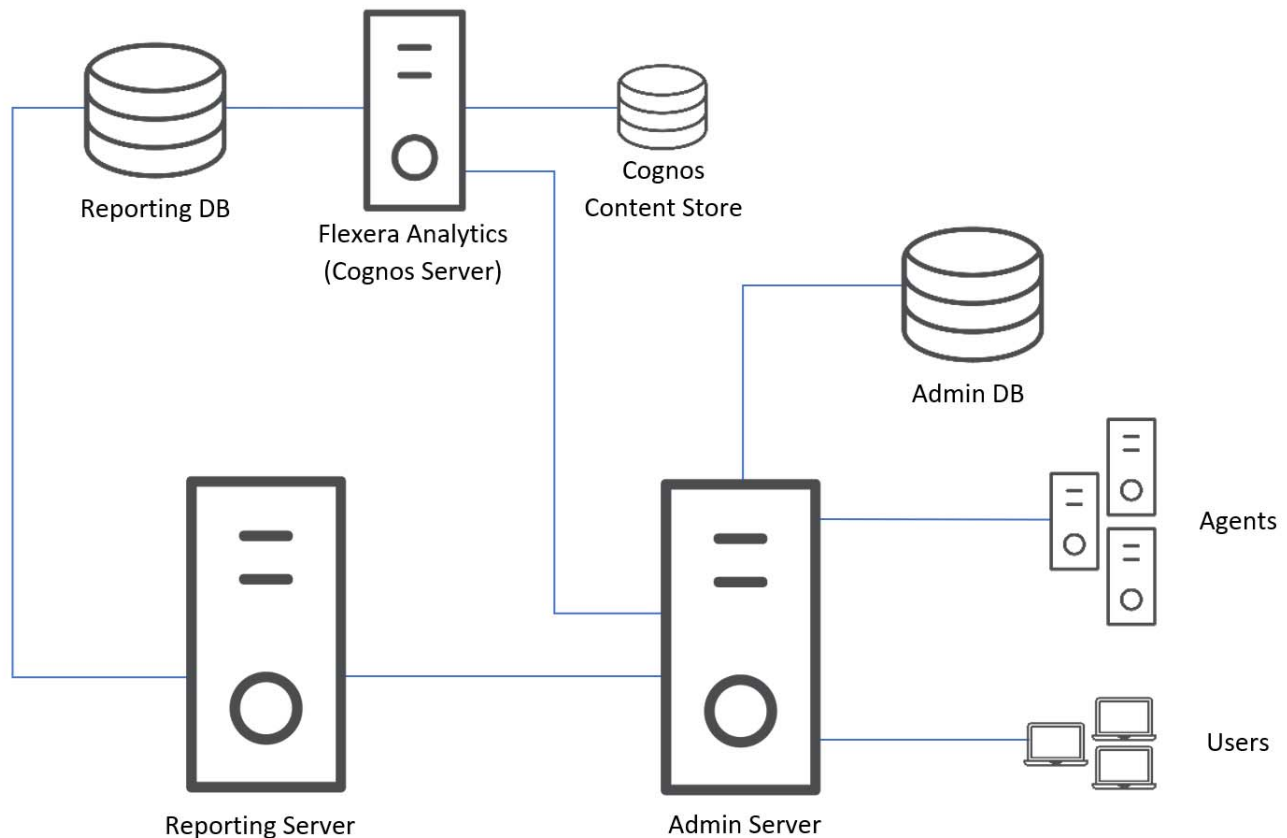 Reporting DB
Flexera Analytics
(Cognos Server)
Cognos
Content Store
Admin DB
Agents
Users
Reporting Server
Admin Server